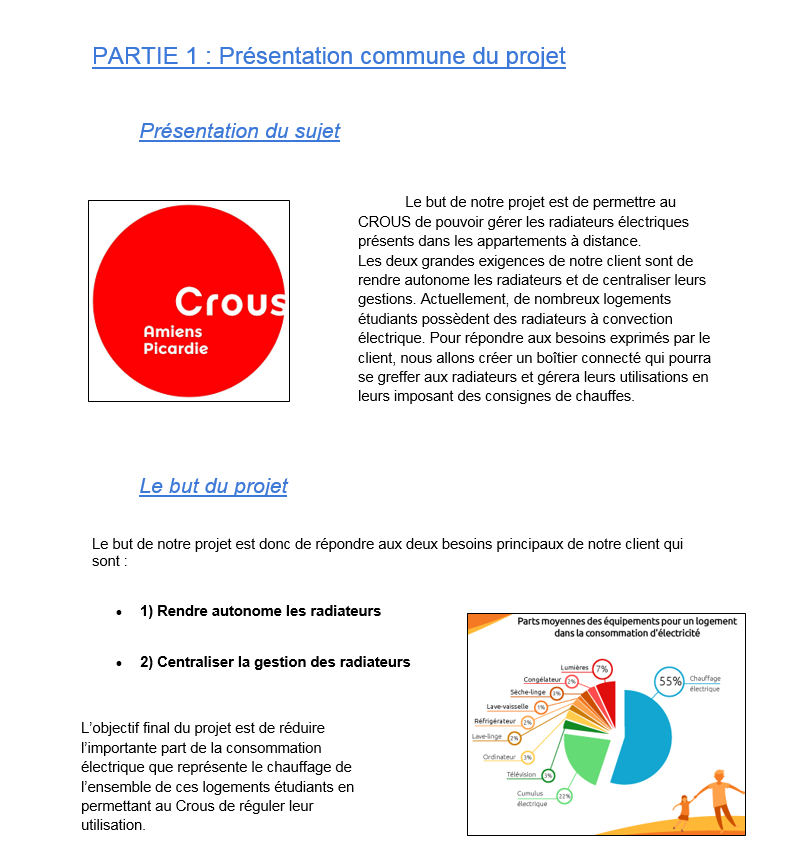 PARTIE 1 : Présentation commune du projet
Présentation du sujet
Crous
Amiens
Picardie
Le but de notre projet est de permettre au
CROUS de pouvoir gérer les radiateurs électriques
présents dans les appartements à distance.
Les deux grandes exigences de notre client sont de
rendre autonome les radiateurs et de centraliser leurs
gestions. Actuellement, de nombreux logements
étudiants possèdent des radiateurs à convection
électrique. Pour répondre aux besoins exprimés par le
client, nous allons créer un boîtier connecté qui pourra
se greffer aux radiateurs et gérera leurs utilisations en
leurs imposant des consignes de chauffes.
Le but du projet
Le but de notre projet est donc de répondre aux deux besoins principaux de notre client qui
sont :
• 1) Rendre autonome les radiateurs
• 2) Centraliser la gestion des radiateurs
L'objectif final du projet est de réduire
l'importante part de la consommation
électrique que représente le chauffage de
l'ensemble de ces logements étudiants en
permettant au Crous de réguler leur
utilisation.
Parts moyennes des équipements pour un logement
dans la consommation d'électricité
Lumières 7%
Congélateur 2%
Sèche-linge 3%
Lave-vaisselle 1%
Réfrigérateur 2%
Lave-linge 2%
Ordinateur 3%
Télévision 3%
Cumulus
électrique 22%
55% Chauffage
électrique